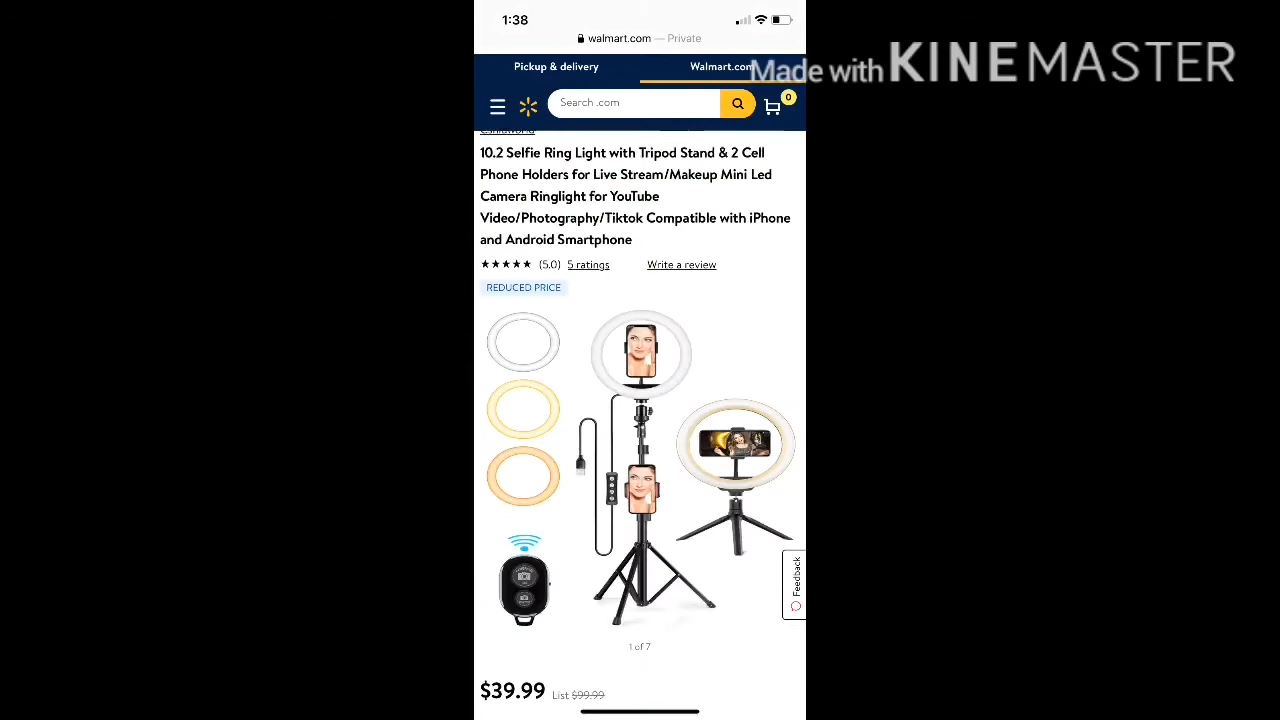 1:38
walmart.com — Private
Pickup & delivery
Walmart.com
Made with KINEMASTER
Search .com
0
10.2 Selfie Ring Light with Tripod Stand & 2 Cell
Phone Holders for Live Stream/Makeup Mini Led
Camera Ringlight for YouTube
Video/Photography/Tiktok Compatible with iPhone
and Android Smartphone
★★★★★ (5.0) 5 ratings
Write a review
REDUCED PRICE
Feedback
1 of 7
$39.99 List $99.99